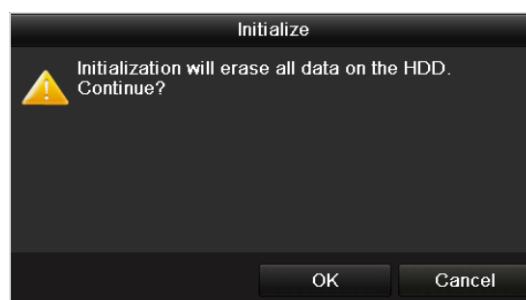 Initialize
Initialization will erase all data on the HDD.
Continue?
OK
Cancel